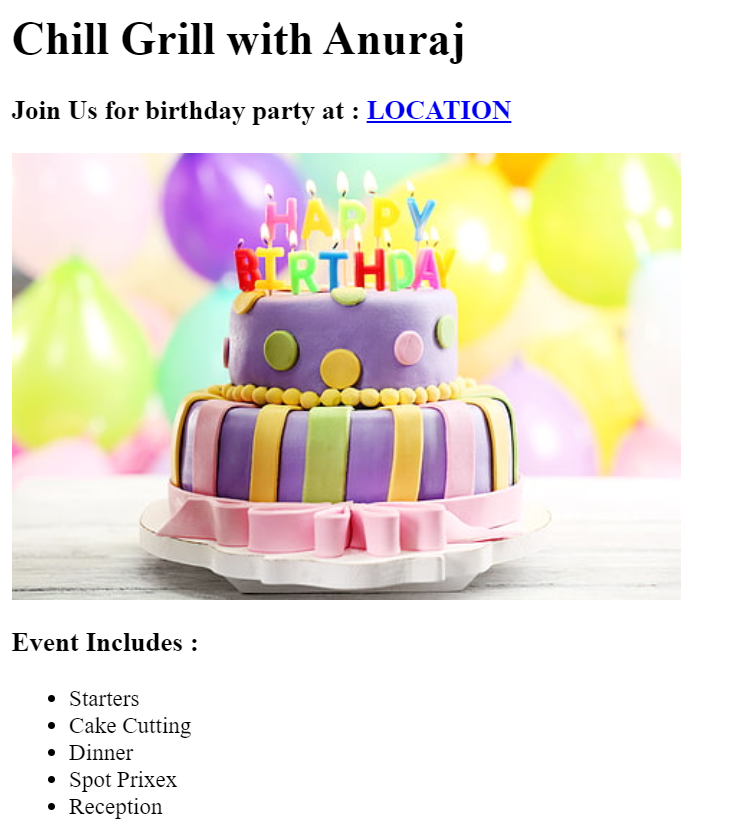 Chill Grill with Anuraj
Join Us for birthday party at : LOCATION
HAPPY
BIRTHDAY
Event Includes :
Starters
Cake Cutting
Dinner
Spot Prixex
Reception